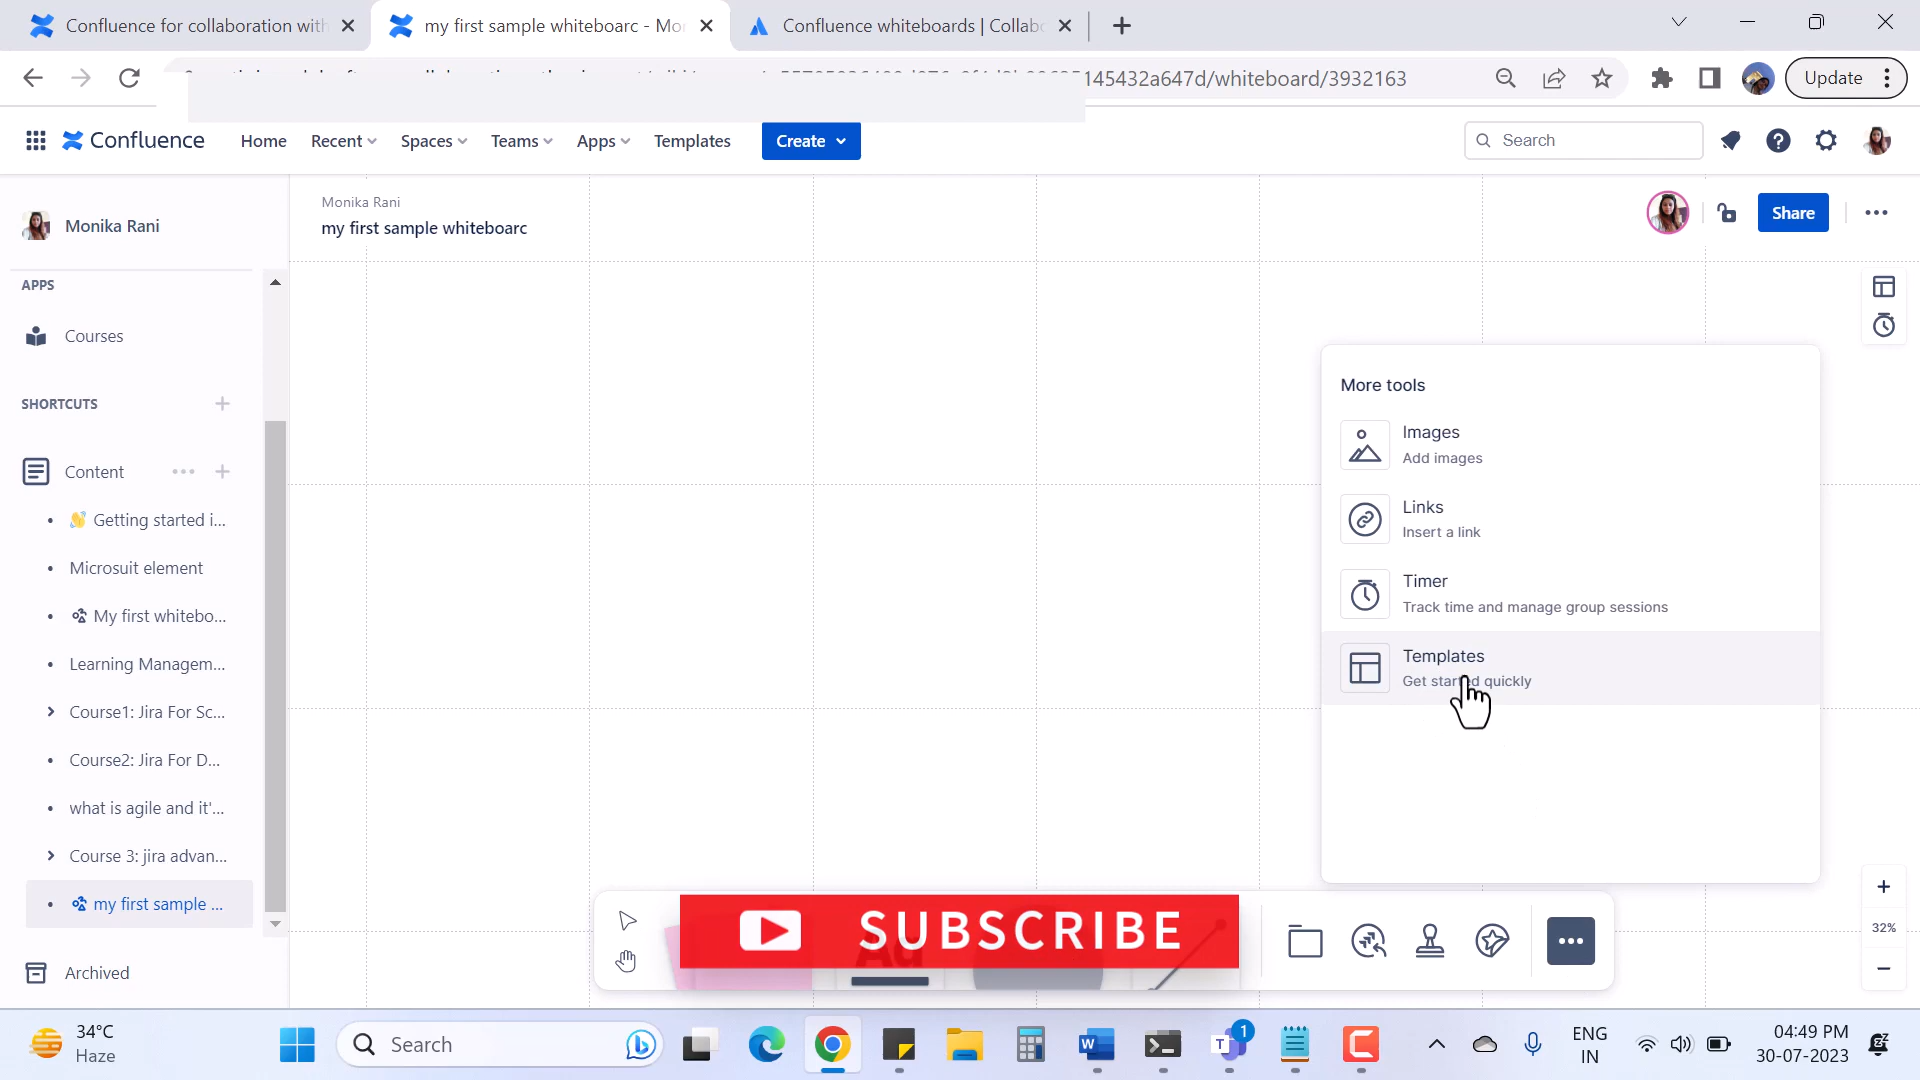 Confluence for collaboration with
my first sample whiteboarc - Mo
Confluence whiteboards | Collab
145432a647d/whiteboard/3932163
Update
Confluence
Home
Recent
Spaces
Teams
Apps
Templates
Create
Search
Monika Rani
Monika Rani
my first sample whiteboarc
Share
APPS
Courses
SHORTCUTS
Content
Getting started i...
Microsuit element
My first whitebo...
Learning Managem...
Course1: Jira For Sc...
Course2: Jira For D...
what is agile and it'...
Course 3: jira advan...
my first sample ...
Archived
More tools
Images
Add images
Links
Insert a link
Timer
Track time and manage group sessions
Templates
Get started quickly
SUBSCRIBE
32%
34°C
Haze
Search
1
ENG
IN
04:49 PM
30-07-2023